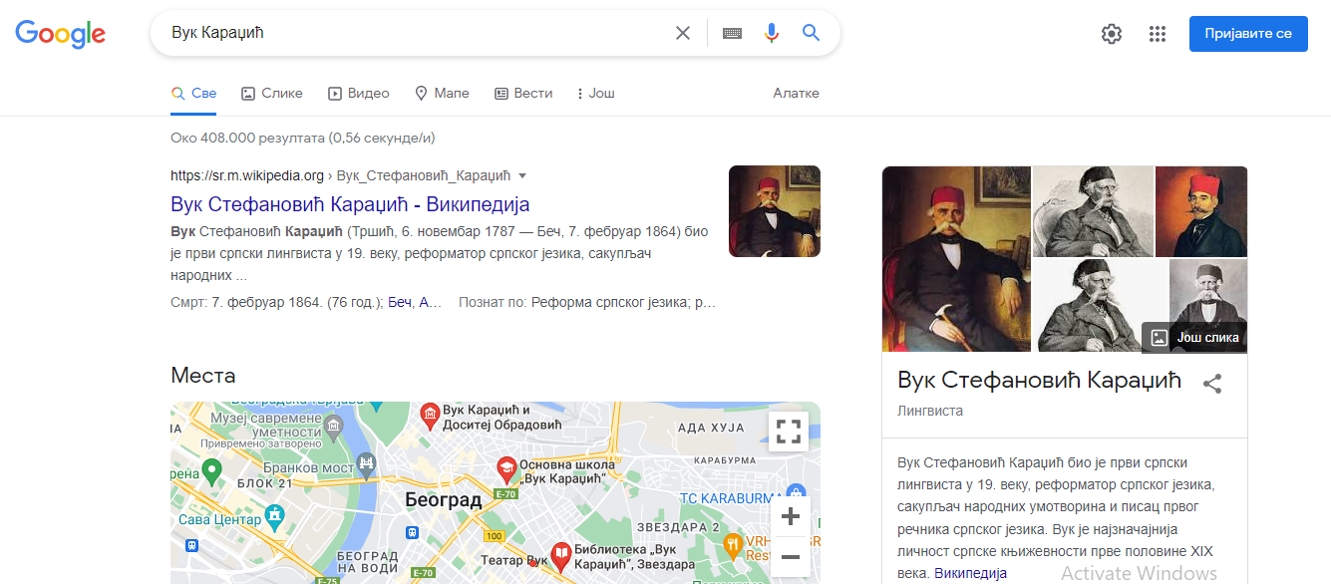 Google
Вук Караџић
Пријавите се
Све
Слике
Видео
Мапе
Вести
Још
Алатке
Око 408.000 резултата (0,56 секунде/и)
https://sr.m.wikipedia.org › Вук_Стефановић_Караџић
Вук Стефановић Караџић - Википедија
Вук Стефановић Караџић (Тршић, 6. новембар 1787 — Беч, 7. фебруар 1864) био
је први српски лингвиста у 19. веку, реформатор српског језика, сакупљач
народних ...
Смрт: 7. фебруар 1864. (76 год.); Беч, А... Познат по: Реформа српског језика; р...
Места
Музеј савремене
уметности
Привремено затворено
Бранков мост
БЛОК 21
Сава Центар
БЕОГРАД
НА ВОДИ
E-75
E-70
Београд
Вук Караџић и
Доситеј Обрадовић
Основна школа
„Вук Караџић“
E-70
100
Театар Вук
Библиотека „Вук
Караџић“, Звездара
АДА ХУЈА
КАРАБУРМА
TC KARABURMA
ЗВЕЗДАРА 2
Још слика
Вук Стефановић Караџић
Лингвиста
Вук Стефановић Караџић био је први српски
лингвиста у 19. веку, реформатор српског језика,
сакупљач народних умотворина и писац првог
речника српског језика. Вук је најзначајнија
личност српске књижевности прве половине XIX
века. Википедија
Activate Windows